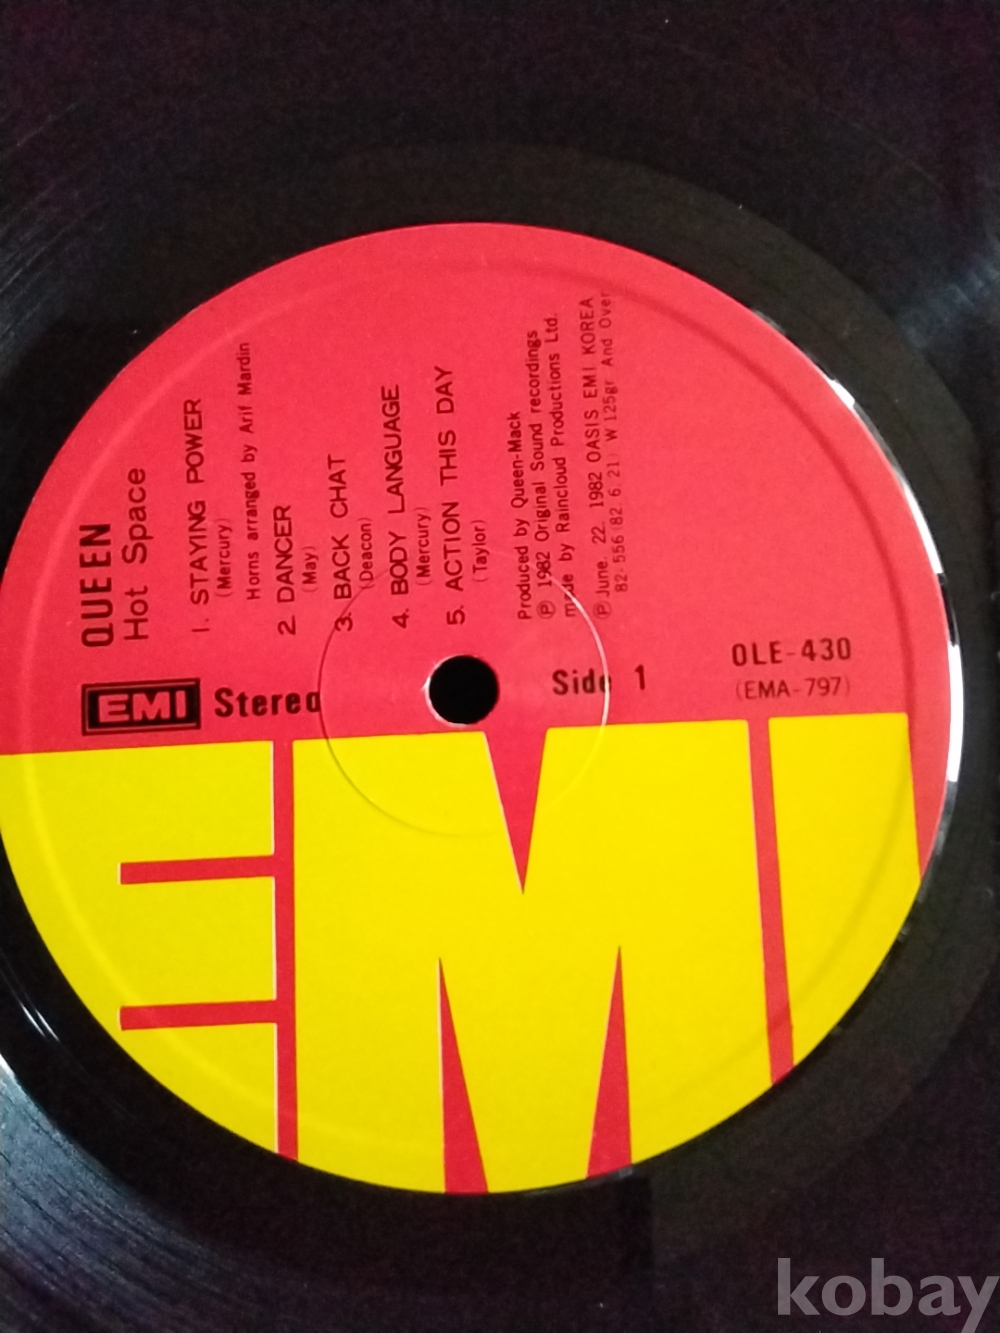 QUEEN
Hot Space
1. STAYING POWER
(Mercury)
Horns arranged by Arif Mardin
2. DANCER
(May)
3. BACK CHAT
(Deacon)
4. BODY LANGUAGE
(Mercury)
5. ACTION THIS DAY
(Taylor)
Produced by Queen-Mack
Ⓟ 1982 Original Sound recordings
made by Raincloud Productions Ltd.
Ⓟ June. 22. 1982 OASIS EMI KOREA
82. 556(82. 6. 21) W 125gr And Over
EMI Stereo
Side 1
OLE-430
(EMA-797)
EMI
kobay